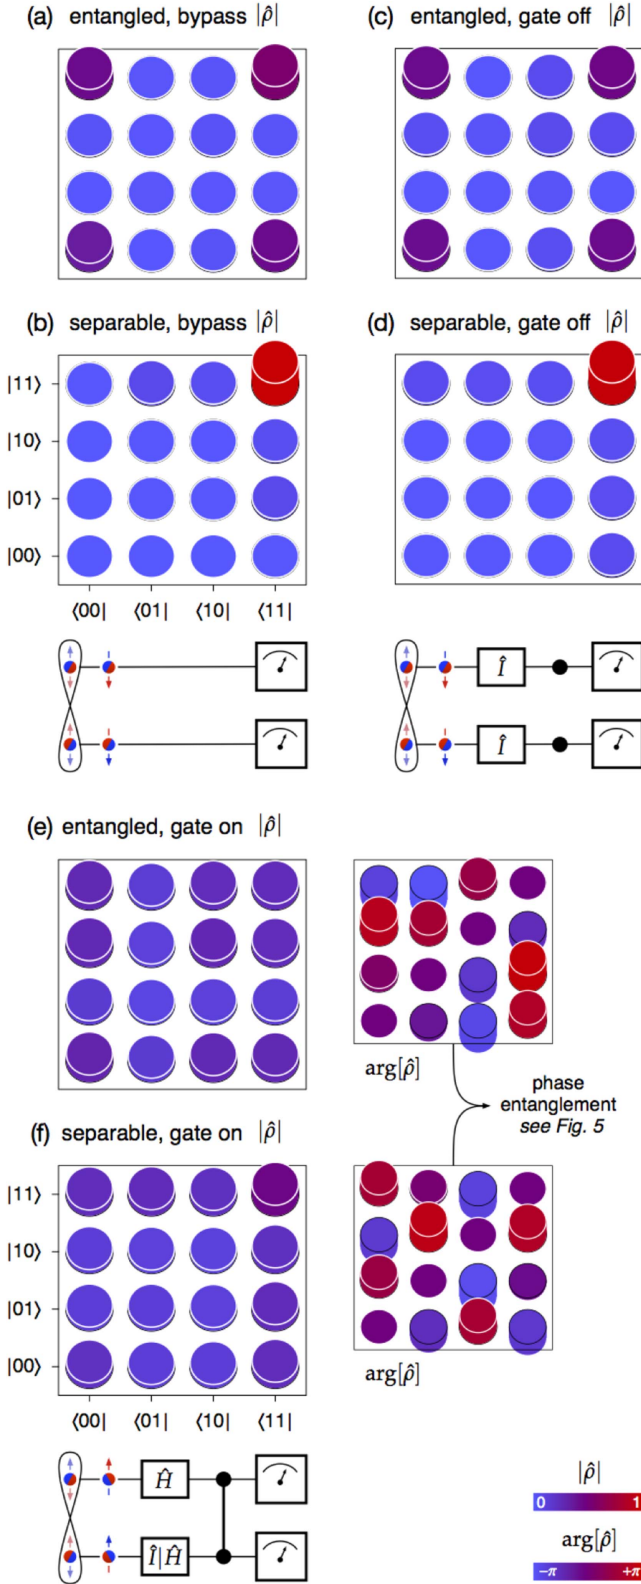 (a) entangled, bypass |ρ̂|
(c) entangled, gate off |ρ̂|
(b) separable, bypass |ρ̂|
(d) separable, gate off |ρ̂|
|11⟩
|10⟩
|01⟩
|00⟩
⟨00| ⟨01| ⟨10| ⟨11|
Î
Î
(e) entangled, gate on |ρ̂|
arg[ρ̂]
phase
entanglement
see Fig. 5
(f) separable, gate on |ρ̂|
|11⟩
|10⟩
|01⟩
|00⟩
arg[ρ̂]
⟨00| ⟨01| ⟨10| ⟨11|
Ĥ
Î|Ĥ
|ρ̂|
0 1
arg[ρ̂]
−π +π